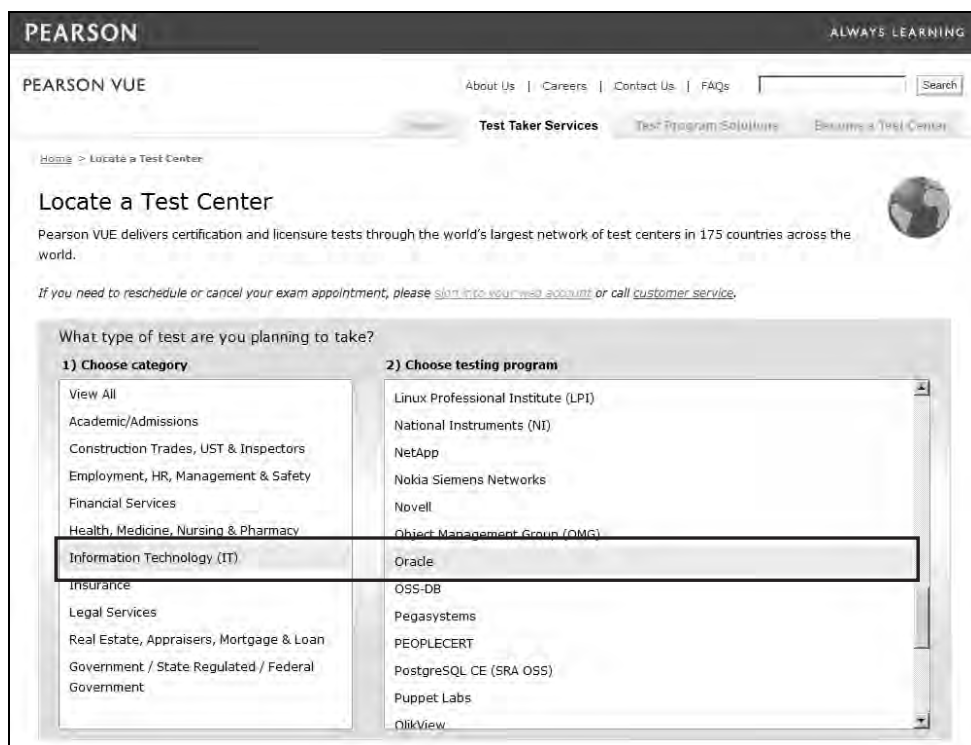 PEARSON
ALWAYS LEARNING
PEARSON VUE
About Us | Careers | Contact Us | FAQs
Search
Test Taker Services
Test Program Solutions
Become a Test Center
Home > Locate a Test Center
Locate a Test Center
Pearson VUE delivers certification and licensure tests through the world's largest network of test centers in 175 countries across the
world.
If you need to reschedule or cancel your exam appointment, please sign into your web account or call customer service.
What type of test are you planning to take?
1) Choose category
View All
Academic/Admissions
Construction Trades, UST & Inspectors
Employment, HR, Management & Safety
Financial Services
Health, Medicine, Nursing & Pharmacy
Information Technology (IT)
Insurance
Legal Services
Real Estate, Appraisers, Mortgage & Loan
Government / State Regulated / Federal
Government
2) Choose testing program
Linux Professional Institute (LPI)
National Instruments (NI)
NetApp
Nokia Siemens Networks
Novell
Object Management Group (OMG)
Oracle
OSS-DB
Pegasystems
PEOPLECERT
PostgreSQL CE (SRA OSS)
Puppet Labs
QlikView